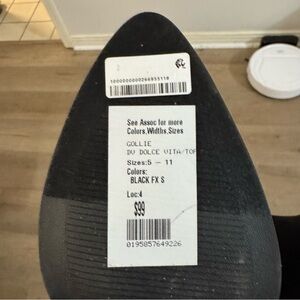 1000000000266955118
See Assoc for more
Colors,Widths,Sizes
GOLLIE
DV DOLCE VITA/TOP
Sizes:5 - 11
Colors:
BLACK FX S
Loc:4
$99
0195857649226